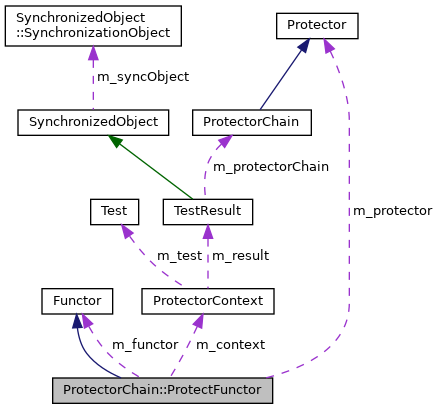 SynchronizedObject
::SynchronizationObject
Protector
m_syncObject
SynchronizedObject
ProtectorChain
m_protectorChain
Test
TestResult
m_protector
m_test
m_result
Functor
ProtectorContext
m_functor
m_context
ProtectorChain::ProtectFunctor